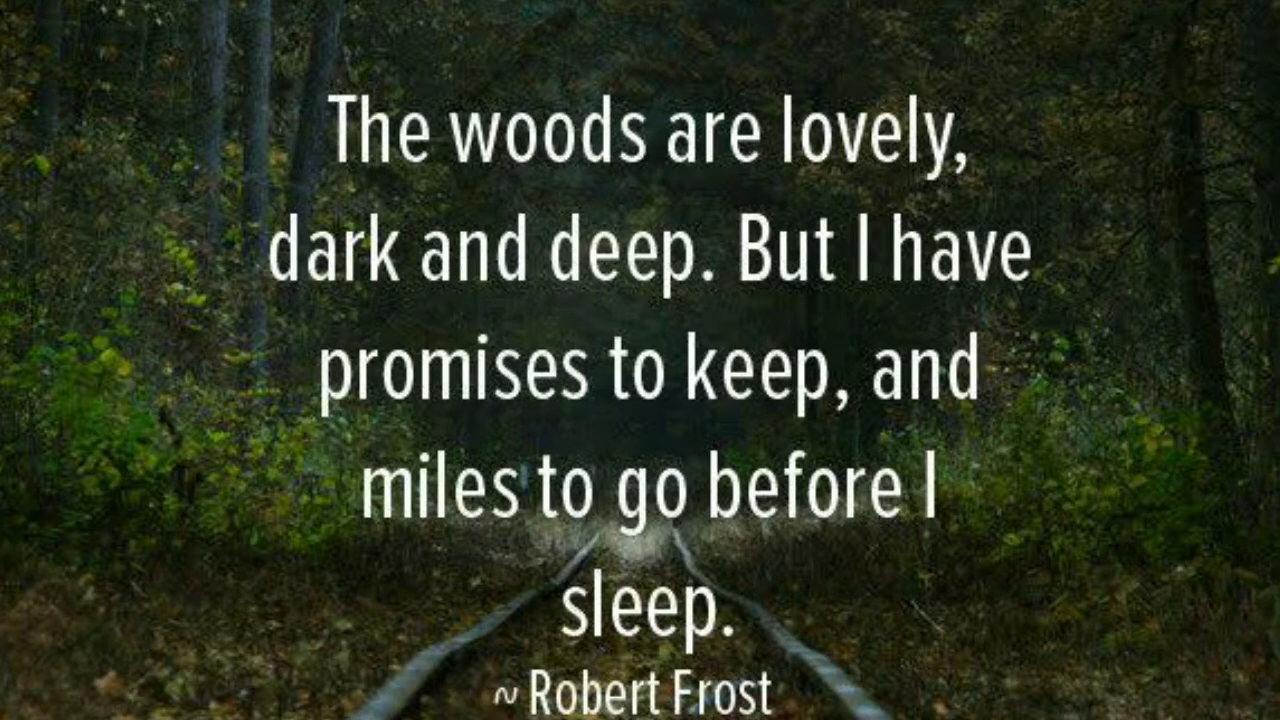 The woods are lovely,
dark and deep. But I have
promises to keep, and
miles to go before I
sleep.
~ Robert Frost